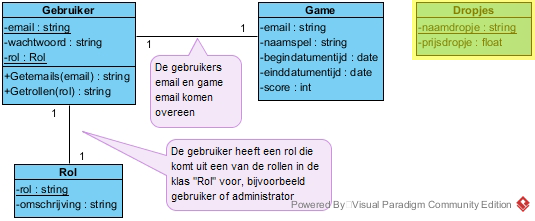 Gebruiker
-email : string
-wachtwoord : string
-rol : Rol
+Getemails(email) : string
+Getrollen(rol) : string
1
1
Game
-email : string
-naamspel : string
-begindatumentijd : date
-einddatumentijd : date
-score : int
Dropjes
-naamdropje : string
-prijsdropje : float
De gebruikers
email en game
email komen
overeen
1
1
De gebruiker heeft een rol die
komt uit een van de rollen in de
klas "Rol" voor, bijvoorbeeld
gebruiker of administrator
Rol
-rol : string
-omschrijving : string
Powered By Visual Paradigm Community Edition